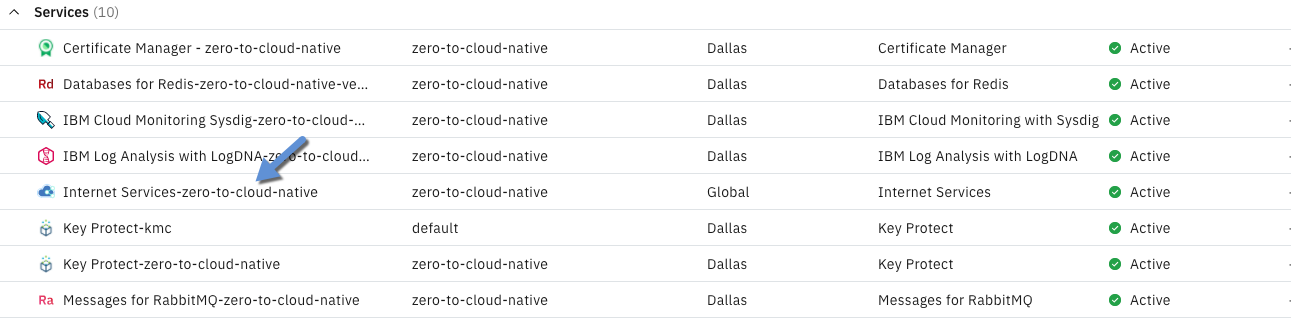 Services (10)
Certificate Manager - zero-to-cloud-native zero-to-cloud-native Dallas Certificate Manager Active
Rd Databases for Redis-zero-to-cloud-native-ve... zero-to-cloud-native Dallas Databases for Redis Active
IBM Cloud Monitoring Sysdig-zero-to-cloud-... zero-to-cloud-native Dallas IBM Cloud Monitoring with Sysdig Active
IBM Log Analysis with LogDNA-zero-to-cloud... zero-to-cloud-native Dallas IBM Log Analysis with LogDNA Active
Internet Services-zero-to-cloud-native zero-to-cloud-native Global Internet Services Active
Key Protect-kmc default Dallas Key Protect Active
Key Protect-zero-to-cloud-native zero-to-cloud-native Dallas Key Protect Active
Ra Messages for RabbitMQ-zero-to-cloud-native zero-to-cloud-native Dallas Messages for RabbitMQ Active